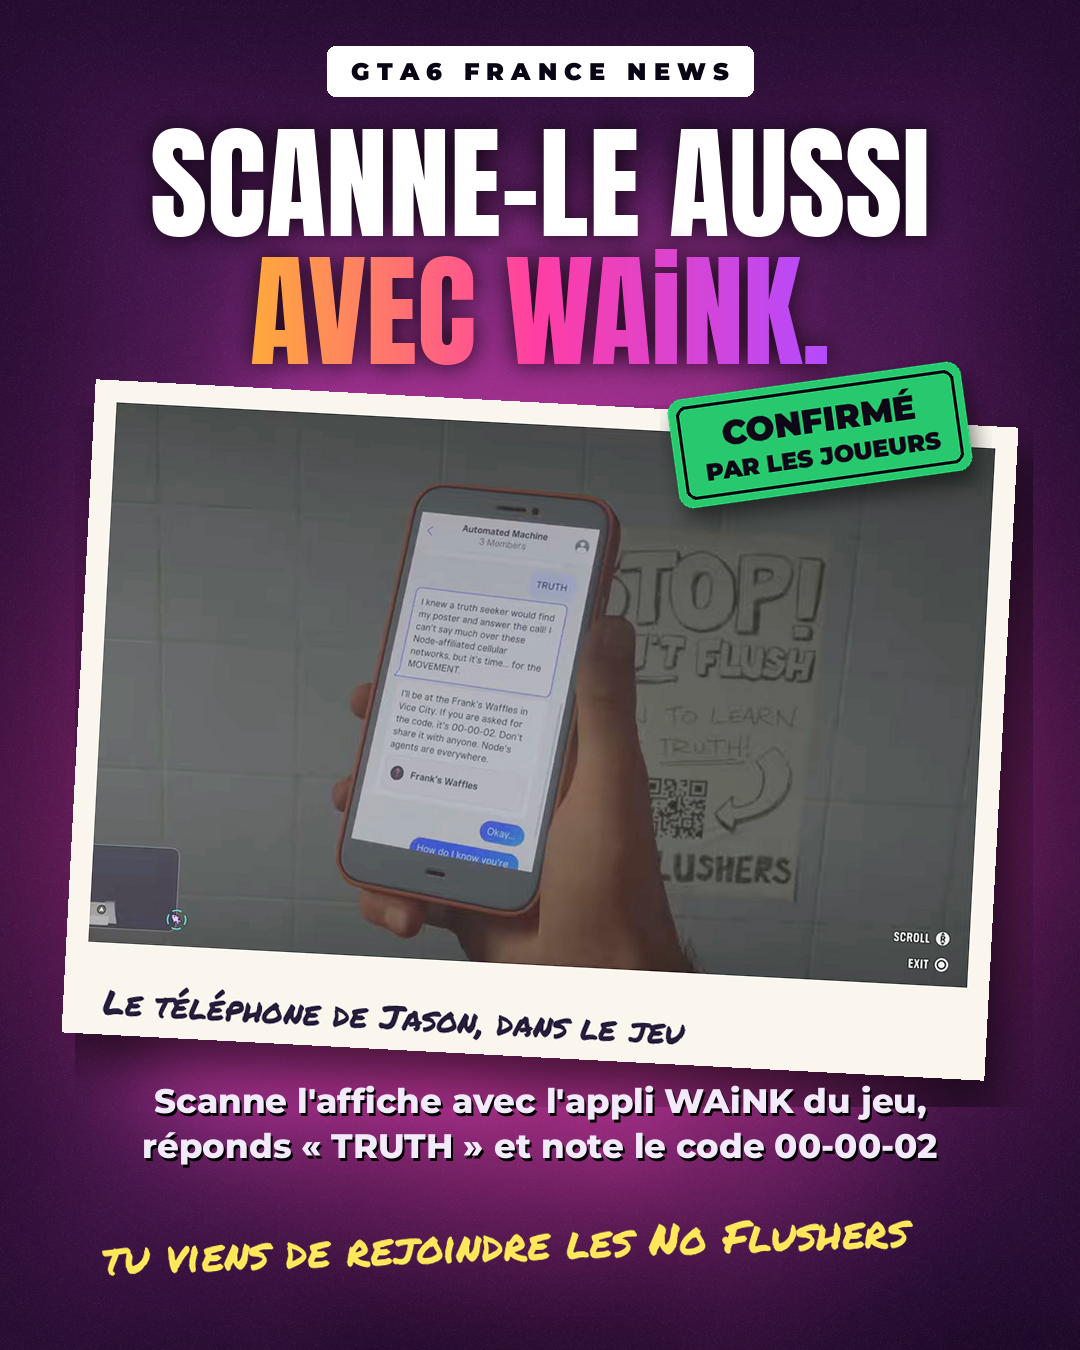 GTA6 FRANCE NEWS
SCANNE-LE AUSSI
AVEC WAiNK.
CONFIRMÉ
PAR LES JOUEURS
Automated Machine
3 Members
TRUTH
I knew a truth seeker would find
my poster and answer the call! I
can't say much over these
Node-affiliated cellular
networks, but it's time... for the
MOVEMENT.
I'll be at the Frank's Waffles in
Vice City. If you are asked for
the code, it's 00-00-02. Don't
share it with anyone. Node's
agents are everywhere.
Frank's Waffles
Okay...
How do I know you're
STOP!
'T FLUSH
TO LEARN
TRUTH!
LUSHERS
SCROLL R
EXIT
Le téléphone de Jason, dans le jeu
Scanne l'affiche avec l'appli WAiNK du jeu,
réponds « TRUTH » et note le code 00-00-02
tu viens de rejoindre les No Flushers